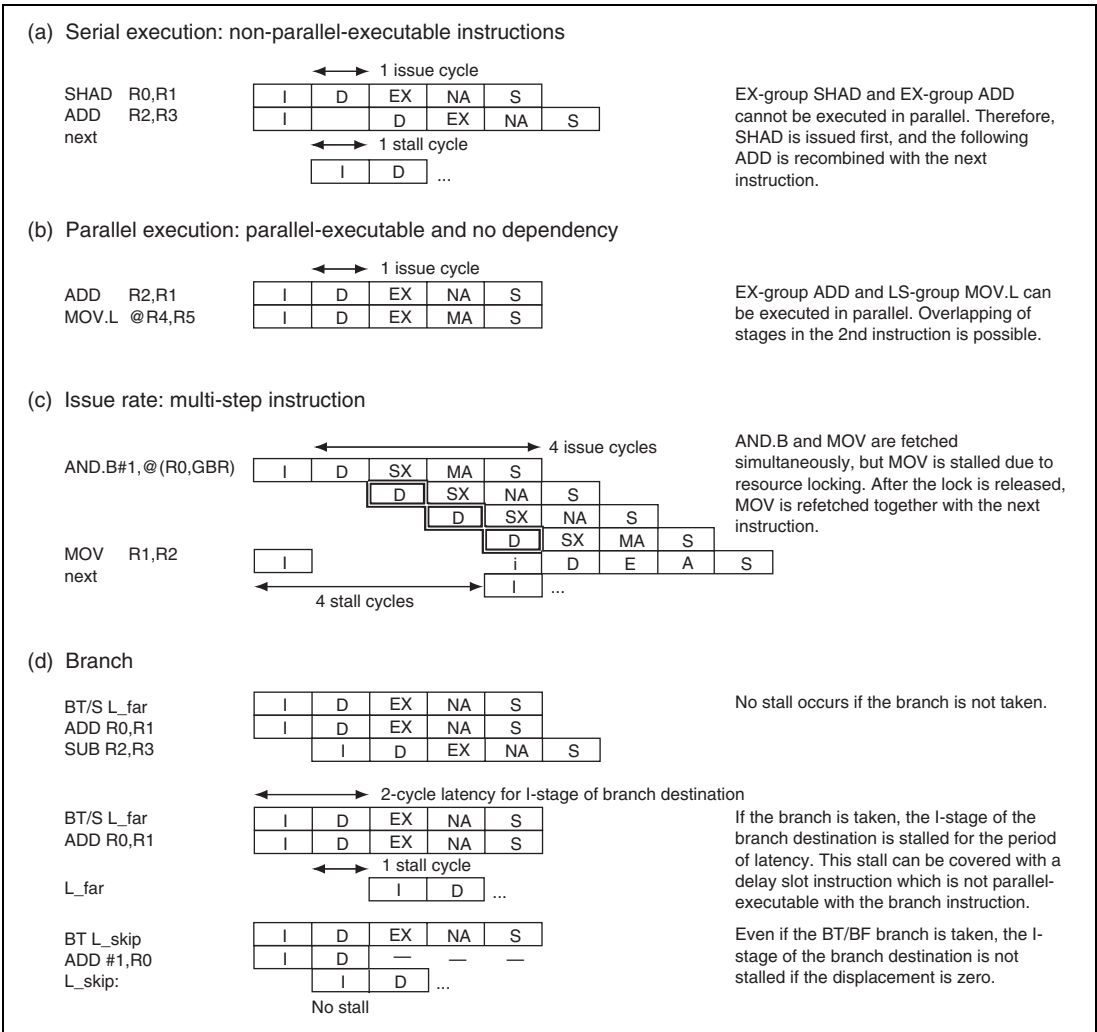 (a) Serial execution: non-parallel-executable instructions
1 issue cycle
SHAD R0,R1 I D EX NA S
ADD R2,R3 I D EX NA S
next
1 stall cycle
I D ...
EX-group SHAD and EX-group ADD
cannot be executed in parallel. Therefore,
SHAD is issued first, and the following
ADD is recombined with the next
instruction.
(b) Parallel execution: parallel-executable and no dependency
1 issue cycle
ADD R2,R1 I D EX NA S
MOV.L @R4,R5 I D EX MA S
EX-group ADD and LS-group MOV.L can
be executed in parallel. Overlapping of
stages in the 2nd instruction is possible.
(c) Issue rate: multi-step instruction
4 issue cycles
AND.B#1,@(R0,GBR) I D SX MA S
D SX NA S
D SX NA S
D SX MA S
MOV R1,R2 I i D E A S
next I ...
4 stall cycles
AND.B and MOV are fetched
simultaneously, but MOV is stalled due to
resource locking. After the lock is released,
MOV is refetched together with the next
instruction.
(d) Branch
BT/S L_far I D EX NA S
ADD R0,R1 I D EX NA S
SUB R2,R3 I D EX NA S
No stall occurs if the branch is not taken.
2-cycle latency for I-stage of branch destination
BT/S L_far I D EX NA S
ADD R0,R1 I D EX NA S
1 stall cycle
L_far I D ...
If the branch is taken, the I-stage of the
branch destination is stalled for the period
of latency. This stall can be covered with a
delay slot instruction which is not parallel-
executable with the branch instruction.
BT L_skip I D EX NA S
ADD #1,R0 I D — — —
L_skip: I D ...
No stall
Even if the BT/BF branch is taken, the I-
stage of the branch destination is not
stalled if the displacement is zero.